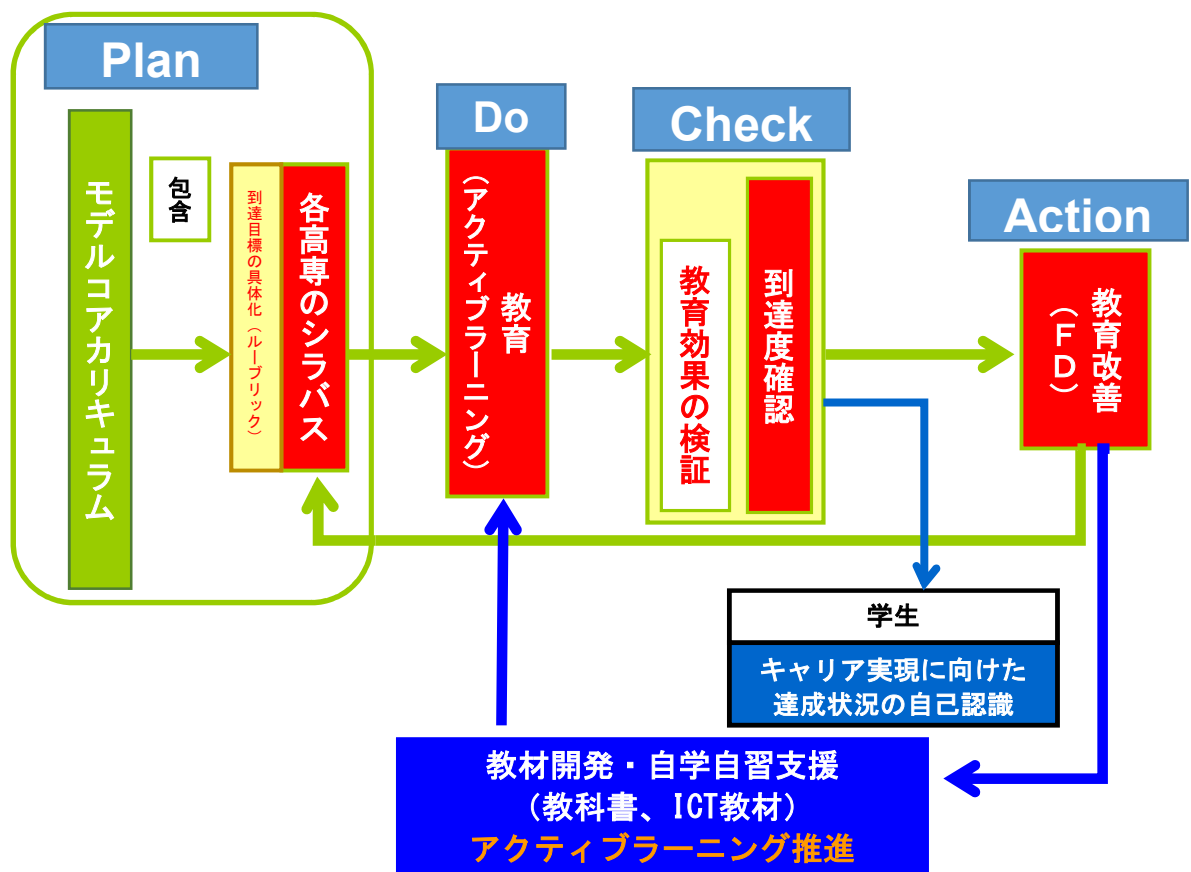 Plan
モデルコアカリキュラム
包含
到達目標の具体化（ルーブリック）
各高専のシラバス
Do
教育
（アクティブラーニング）
Check
教育効果の検証
到達度確認
Action
教育改善
（ＦＤ）
学生
キャリア実現に向けた
達成状況の自己認識
教材開発・自学自習支援
（教科書、ICT教材）
アクティブラーニング推進